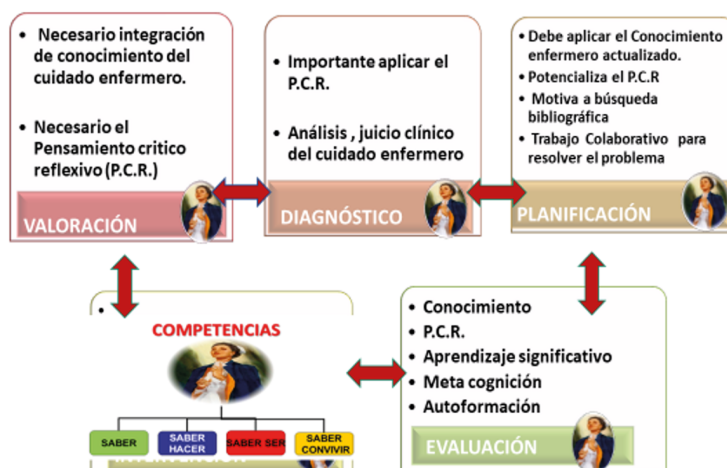 • Necesario integración
de conocimiento del
cuidado enfermero.
• Necesario el
Pensamiento critico
reflexivo (P.C.R.)
VALORACIÓN
• Importante aplicar el
P.C.R.
• Análisis , juicio clínico
del cuidado enfermero
DIAGNÓSTICO
• Debe aplicar el Conocimiento
enfermero actualizado.
• Potencializa el P.C.R
• Motiva a búsqueda
bibliográfica
• Trabajo Colaborativo para
resolver el problema
PLANIFICACIÓN
COMPETENCIAS
SABER
SABER
HACER
SABER SER
SABER
CONVIVIR
• Conocimiento
• P.C.R.
• Aprendizaje significativo
• Meta cognición
• Autoformación
EVALUACIÓN